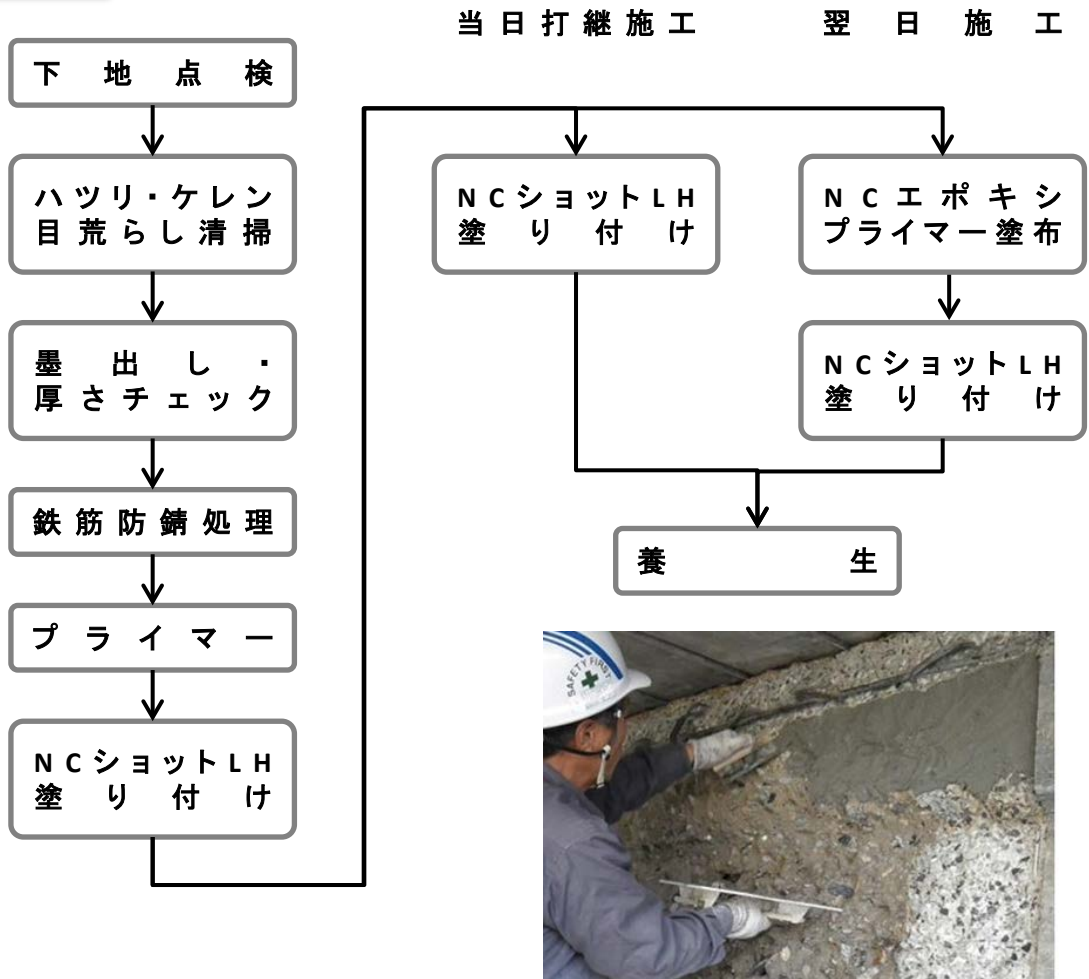 当日打継施工
翌日施工
下地点検
ハツリ・ケレン
目荒らし清掃
墨出し・
厚さチェック
鉄筋防錆処理
プライマー
NCショットLH
塗り付け
NCショットLH
塗り付け
NCエポキシ
プライマー塗布
NCショットLH
塗り付け
養生
SAFETY FIRST